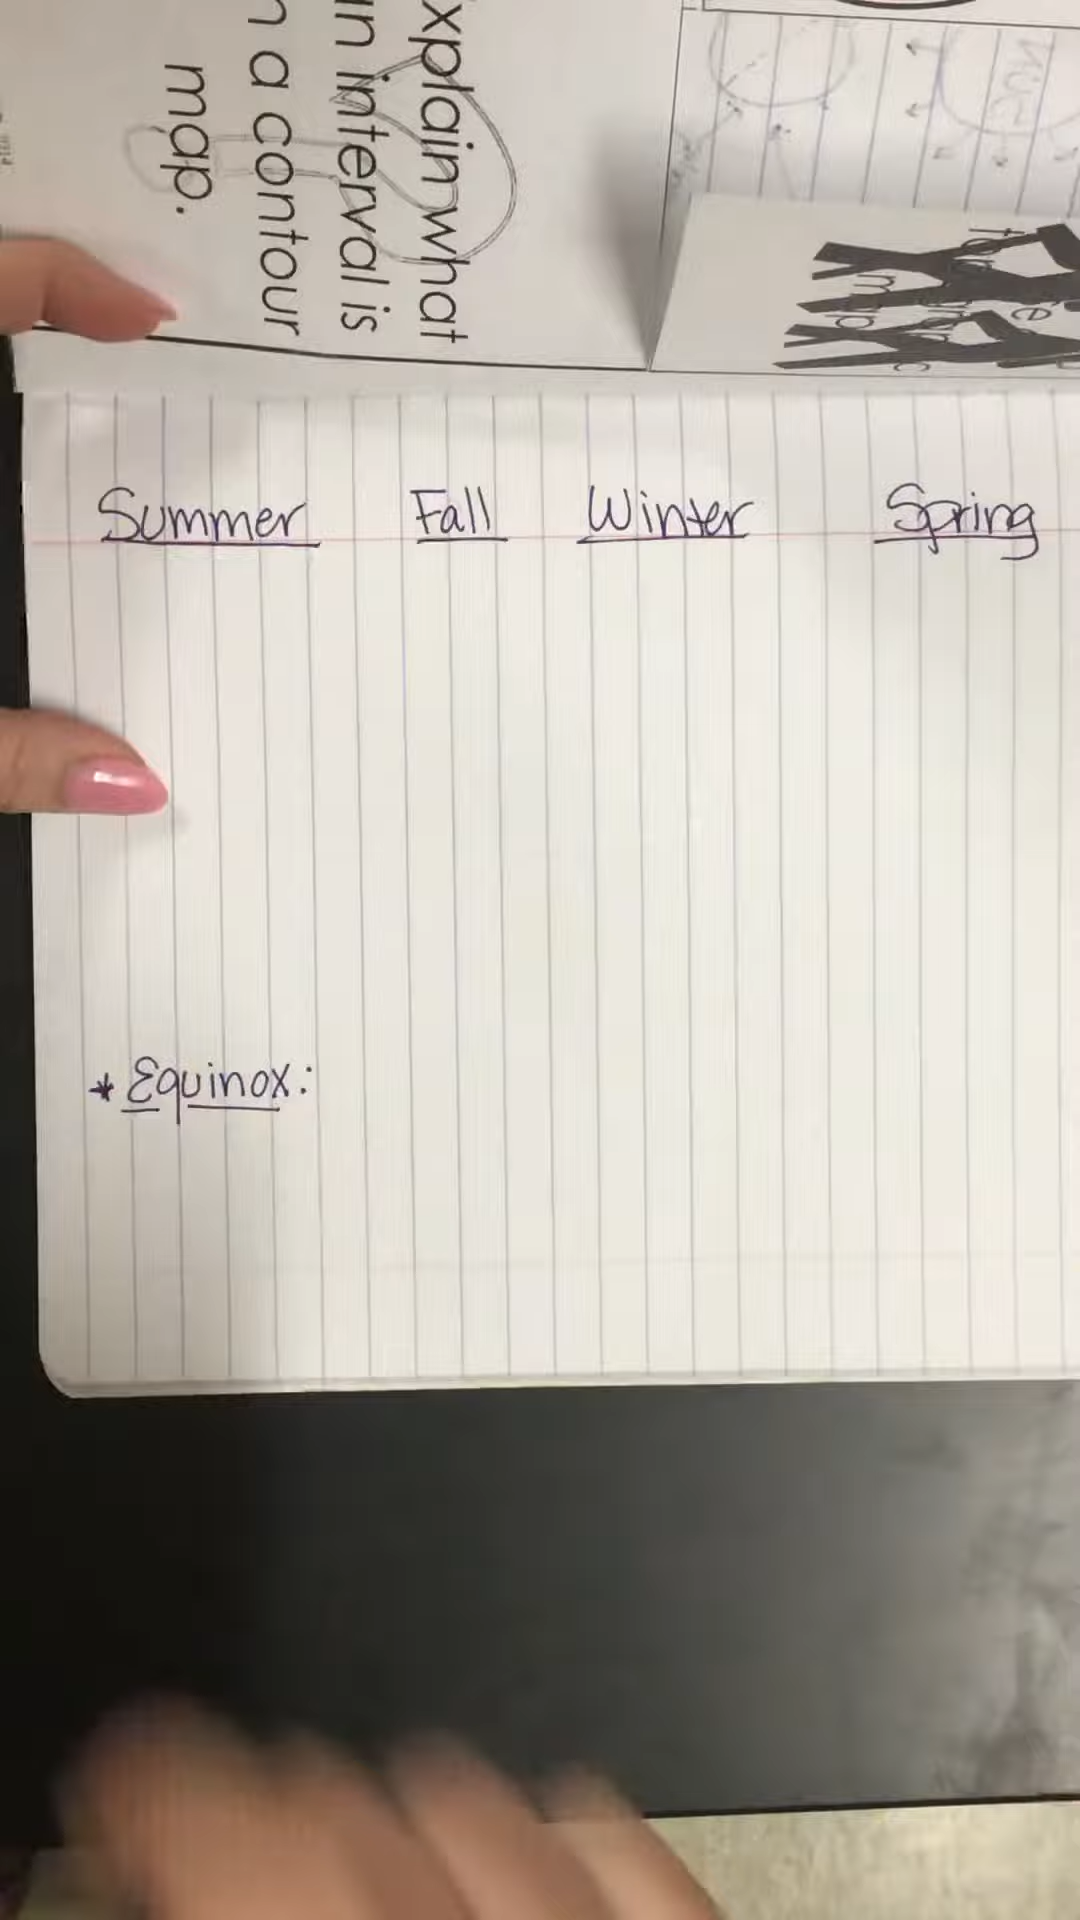 xplain what
in interval is
n a contour
map.
Summer Fall Winter Spring
* Equinox: